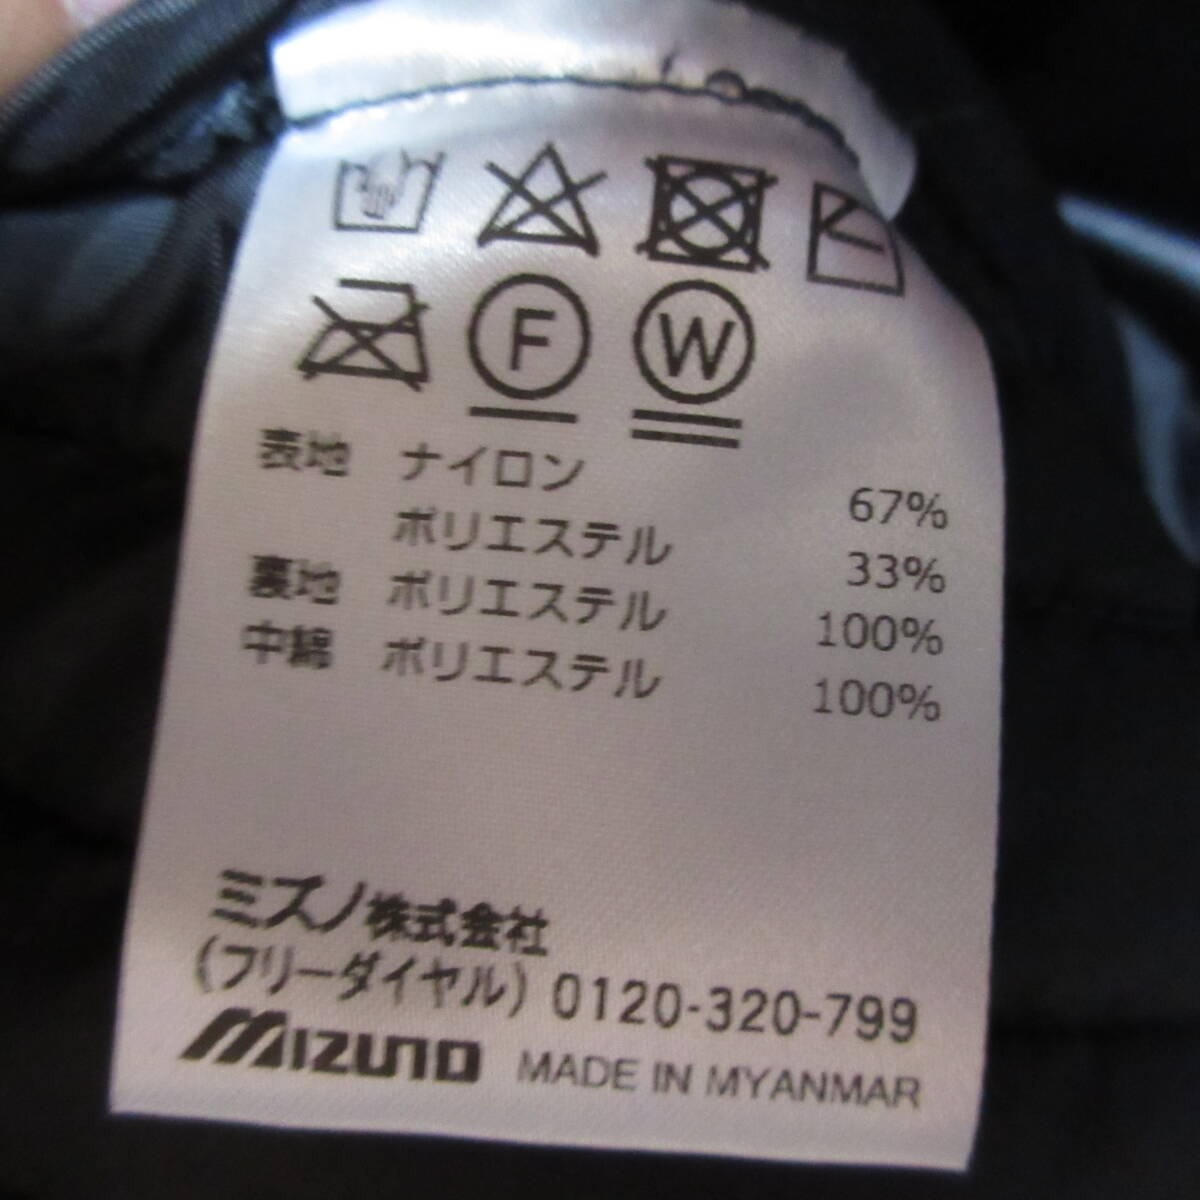 F W
表地 ナイロン 67%
ポリエステル 33%
裏地 ポリエステル 100%
中綿 ポリエステル 100%
ミズノ株式会社
(フリーダイヤル) 0120-320-799
MIZUNO MADE IN MYANMAR